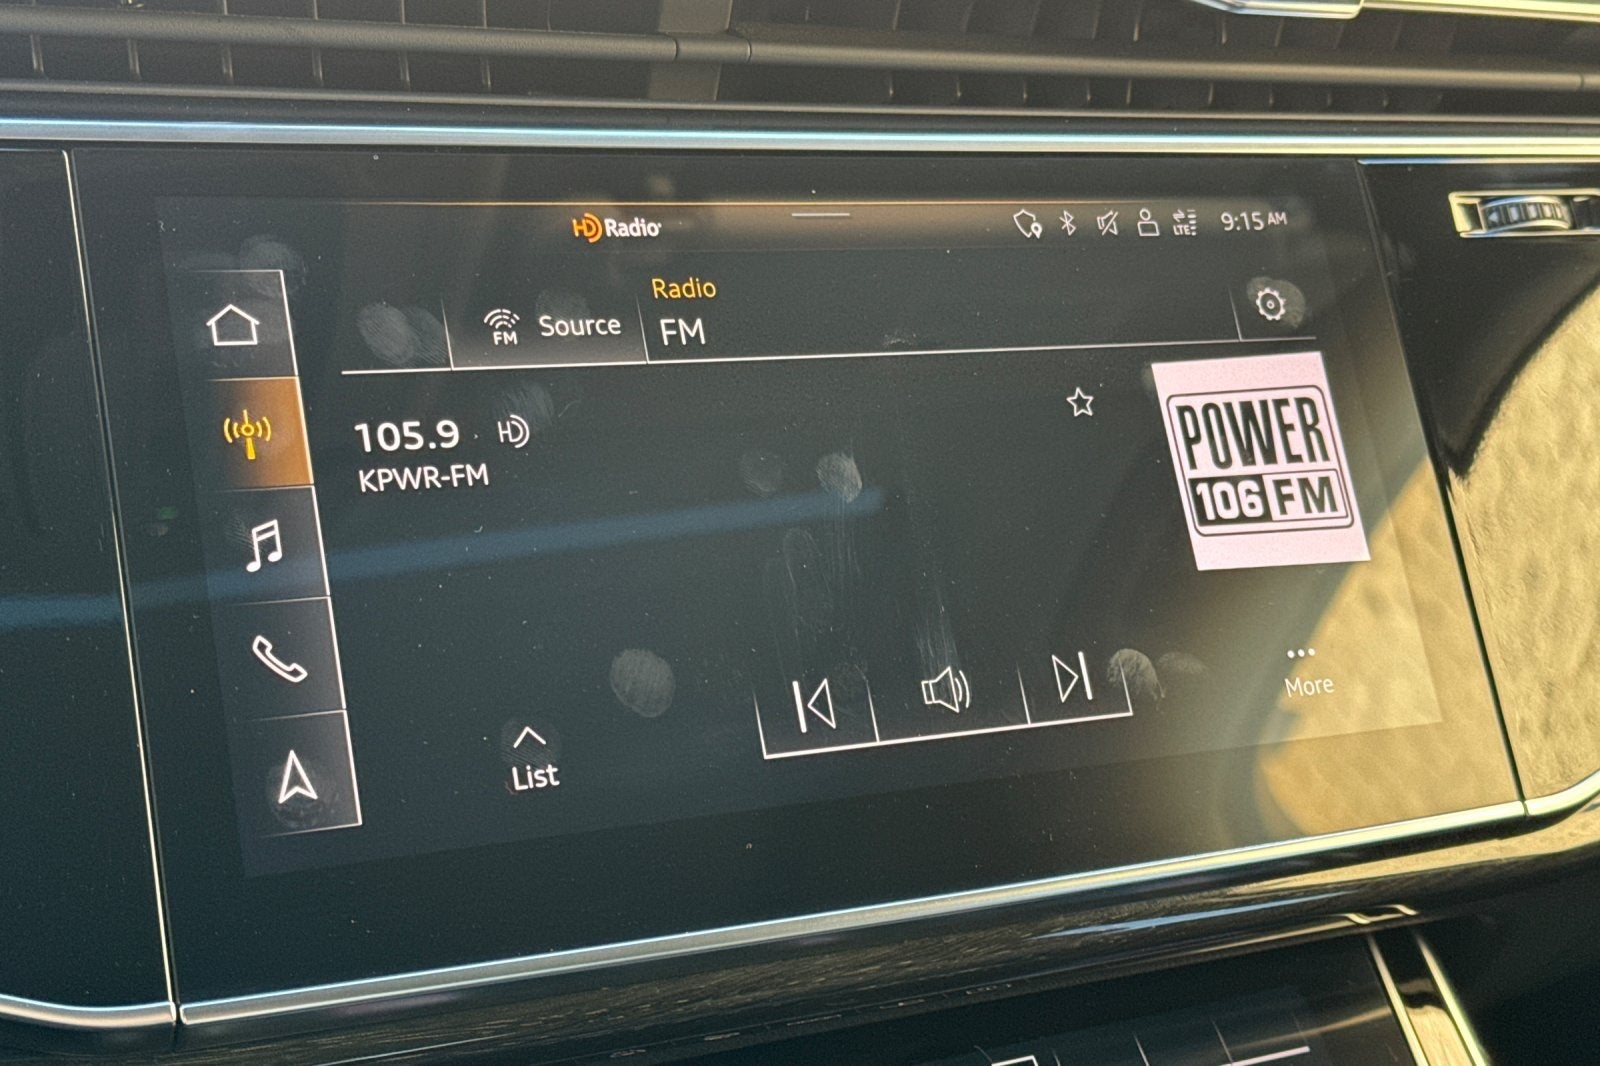 HD Radio
LTE 9:15 AM
Radio
FM Source FM
105.9 HD
KPWR-FM
POWER
106 FM
More
List